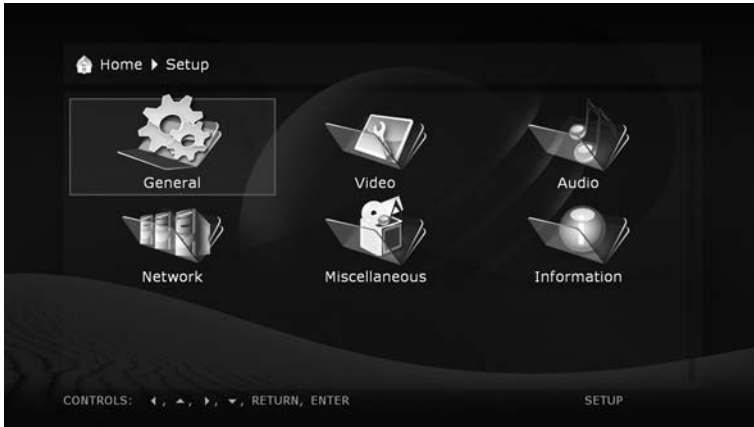 Home ▸ Setup
General Video Audio
Network Miscellaneous Information
CONTROLS: ◂, ▴, ▸, ▾, RETURN, ENTER SETUP